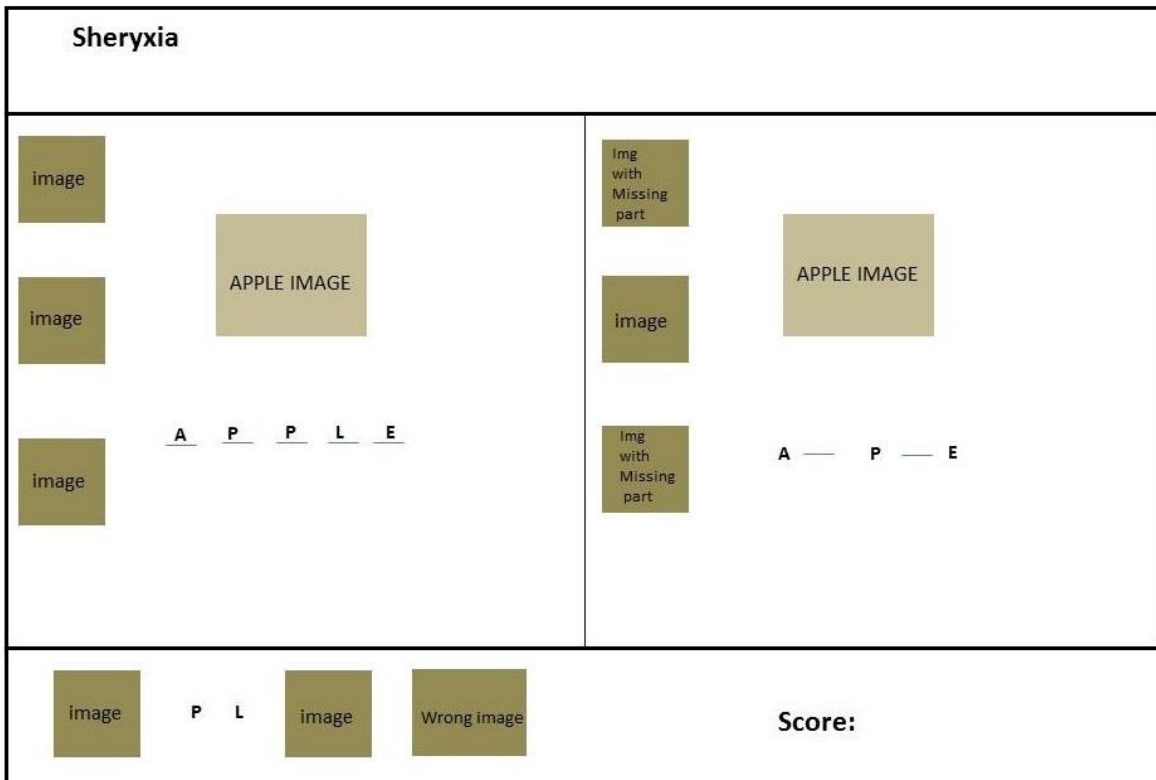 Sheryxia
image
APPLE IMAGE
image
A P P L E
image
Img
with
Missing
part
APPLE IMAGE
image
Img
with
Missing
part
A P E
image
P L
image
Wrong image
Score: